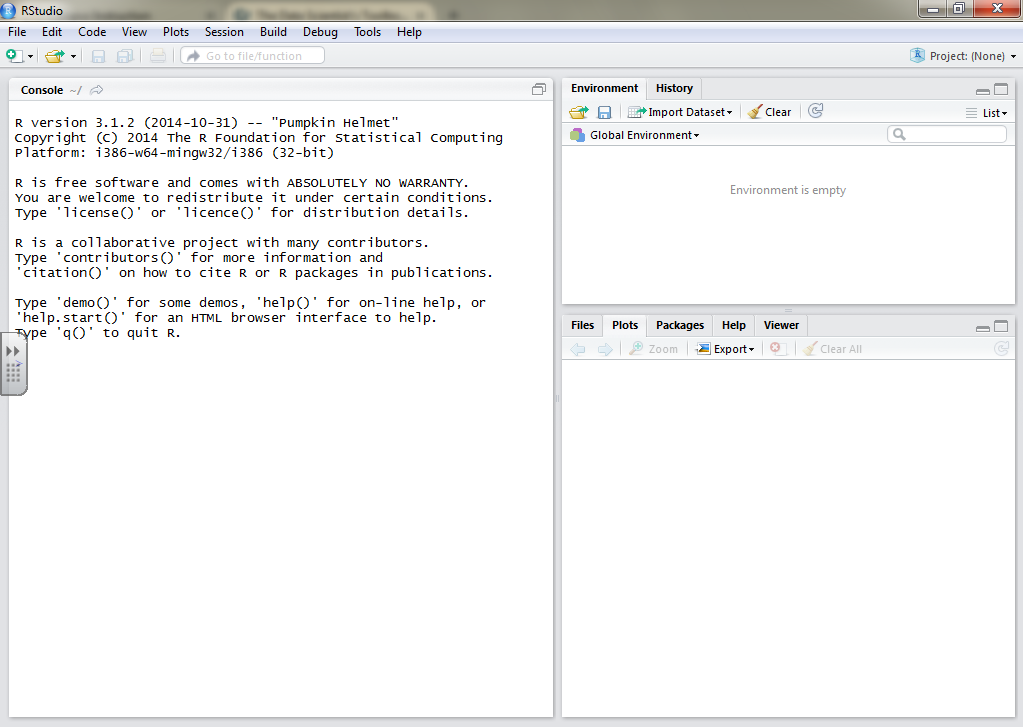 RStudio
File Edit Code View Plots Session Build Debug Tools Help
Go to file/function
Project: (None)
Console ~/
R version 3.1.2 (2014-10-31) -- "Pumpkin Helmet"
Copyright (C) 2014 The R Foundation for Statistical Computing
Platform: i386-w64-mingw32/i386 (32-bit)
R is free software and comes with ABSOLUTELY NO WARRANTY.
You are welcome to redistribute it under certain conditions.
Type 'license()' or 'licence()' for distribution details.
R is a collaborative project with many contributors.
Type 'contributors()' for more information and
'citation()' on how to cite R or R packages in publications.
Type 'demo()' for some demos, 'help()' for on-line help, or
'help.start()' for an HTML browser interface to help.
Type 'q()' to quit R.
Environment History
Import Dataset Clear List
Global Environment
Environment is empty
Files Plots Packages Help Viewer
Zoom Export Clear All